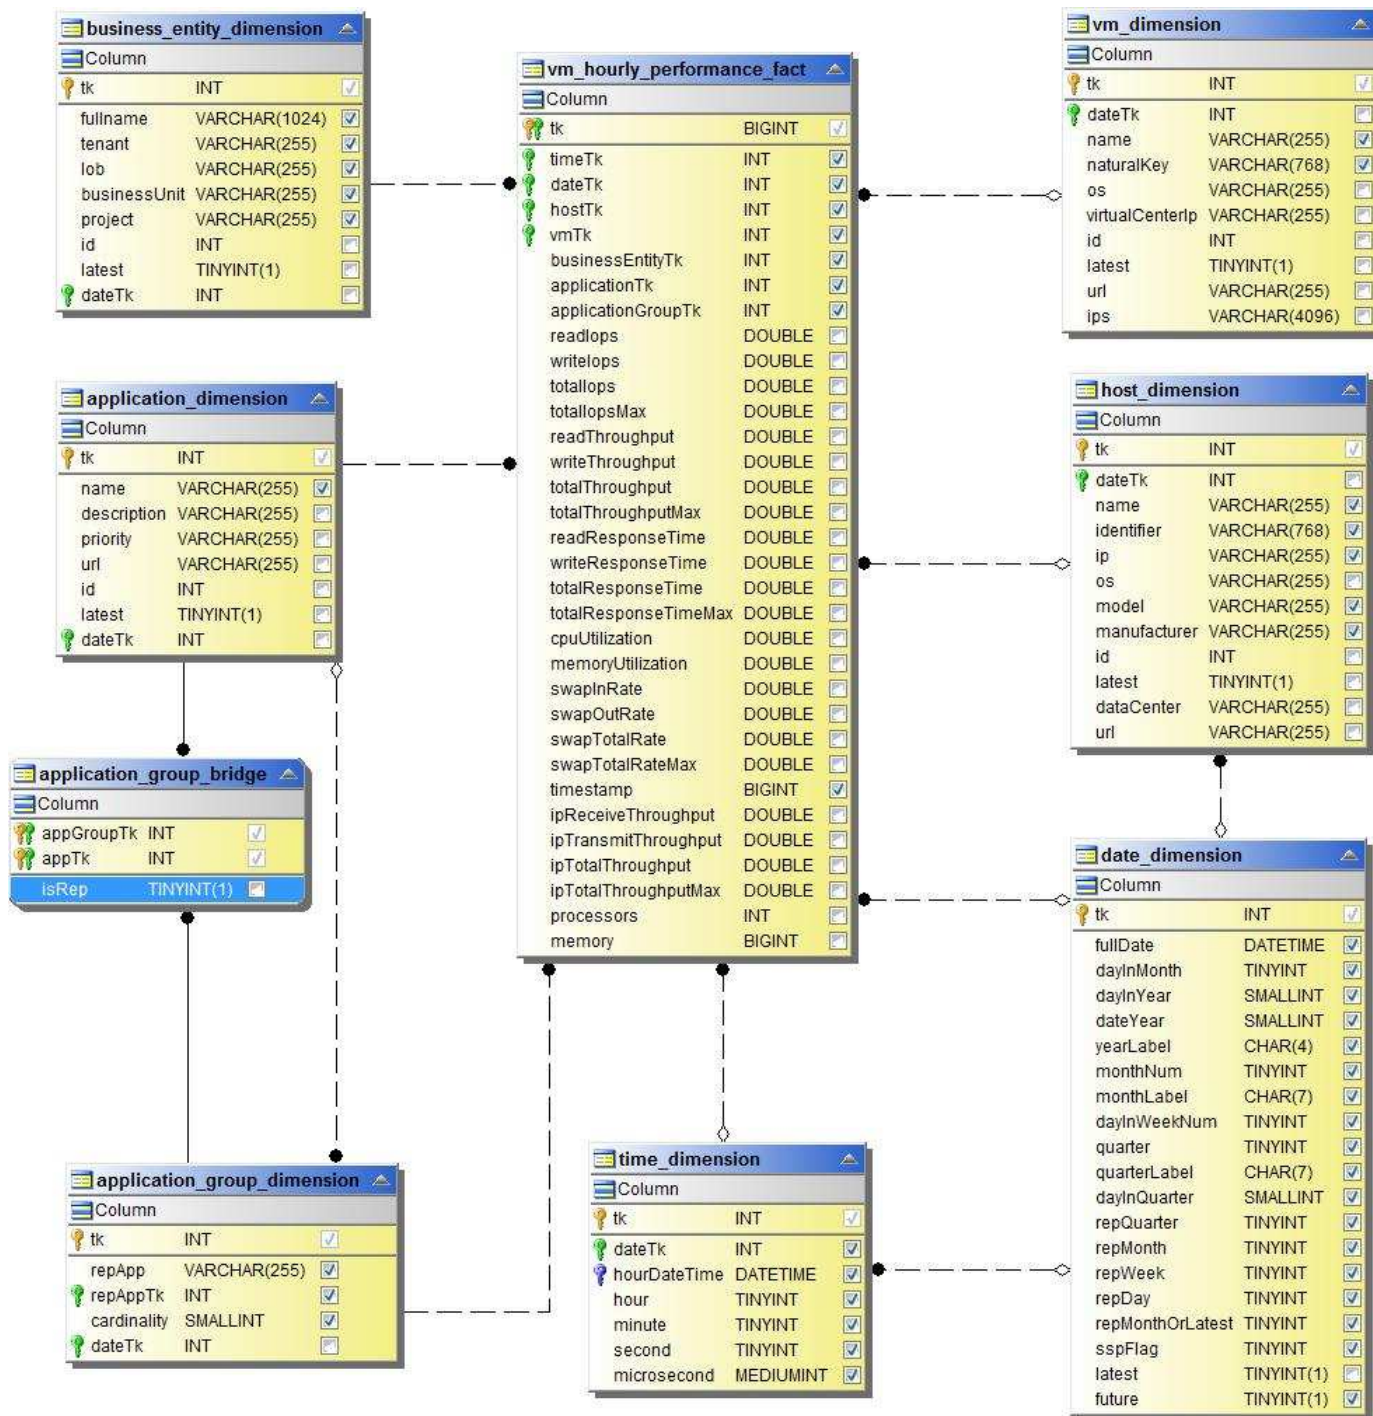 business_entity_dimension
Column
tk INT
fullname VARCHAR(1024)
tenant VARCHAR(255)
lob VARCHAR(255)
businessUnit VARCHAR(255)
project VARCHAR(255)
id INT
latest TINYINT(1)
dateTk INT
vm_hourly_performance_fact
Column
tk BIGINT
timeTk INT
dateTk INT
hostTk INT
vmTk INT
businessEntityTk INT
applicationTk INT
applicationGroupTk INT
readIops DOUBLE
writeIops DOUBLE
totalIops DOUBLE
totalIopsMax DOUBLE
readThroughput DOUBLE
writeThroughput DOUBLE
totalThroughput DOUBLE
totalThroughputMax DOUBLE
readResponseTime DOUBLE
writeResponseTime DOUBLE
totalResponseTime DOUBLE
totalResponseTimeMax DOUBLE
cpuUtilization DOUBLE
memoryUtilization DOUBLE
swapInRate DOUBLE
swapOutRate DOUBLE
swapTotalRate DOUBLE
swapTotalRateMax DOUBLE
timestamp BIGINT
ipReceiveThroughput DOUBLE
ipTransmitThroughput DOUBLE
ipTotalThroughput DOUBLE
ipTotalThroughputMax DOUBLE
processors INT
memory BIGINT
vm_dimension
Column
tk INT
dateTk INT
name VARCHAR(255)
naturalKey VARCHAR(768)
os VARCHAR(255)
virtualCenterIp VARCHAR(255)
id INT
latest TINYINT(1)
url VARCHAR(255)
ips VARCHAR(4096)
application_dimension
Column
tk INT
name VARCHAR(255)
description VARCHAR(255)
priority VARCHAR(255)
url VARCHAR(255)
id INT
latest TINYINT(1)
dateTk INT
host_dimension
Column
tk INT
dateTk INT
name VARCHAR(255)
identifier VARCHAR(768)
ip VARCHAR(255)
os VARCHAR(255)
model VARCHAR(255)
manufacturer VARCHAR(255)
id INT
latest TINYINT(1)
dataCenter VARCHAR(255)
url VARCHAR(255)
application_group_bridge
Column
appGroupTk INT
appTk INT
isRep TINYINT(1)
date_dimension
Column
tk INT
fullDate DATETIME
dayInMonth TINYINT
dayInYear SMALLINT
dateYear SMALLINT
yearLabel CHAR(4)
monthNum TINYINT
monthLabel CHAR(7)
dayInWeekNum TINYINT
quarter TINYINT
quarterLabel CHAR(7)
dayInQuarter SMALLINT
repQuarter TINYINT
repMonth TINYINT
repWeek TINYINT
repDay TINYINT
repMonthOrLatest TINYINT
sspFlag TINYINT
latest TINYINT(1)
future TINYINT(1)
application_group_dimension
Column
tk INT
repApp VARCHAR(255)
repAppTk INT
cardinality SMALLINT
dateTk INT
time_dimension
Column
tk INT
dateTk INT
hourDateTime DATETIME
hour TINYINT
minute TINYINT
second TINYINT
microsecond MEDIUMINT